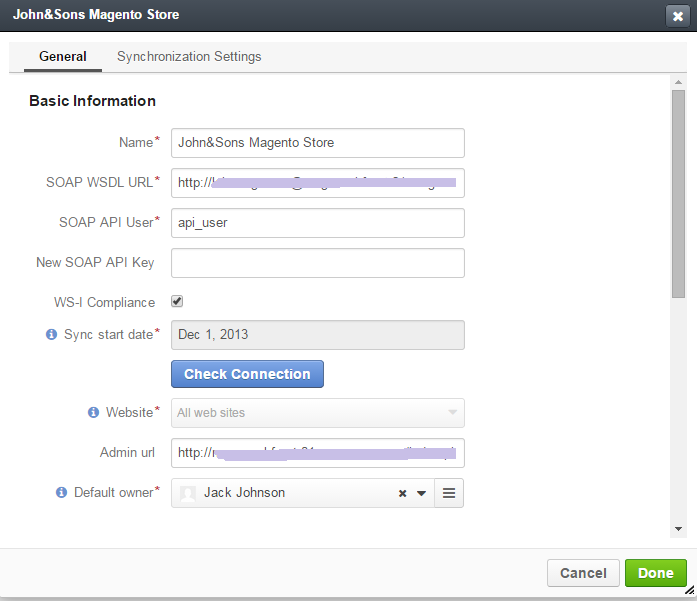 John&Sons Magento Store
General Synchronization Settings
Basic Information
Name* John&Sons Magento Store
SOAP WSDL URL* http://
SOAP API User* api_user
New SOAP API Key
WS-I Compliance
Sync start date* Dec 1, 2013
Check Connection
Website* All web sites
Admin url http://
Default owner* Jack Johnson
Cancel Done